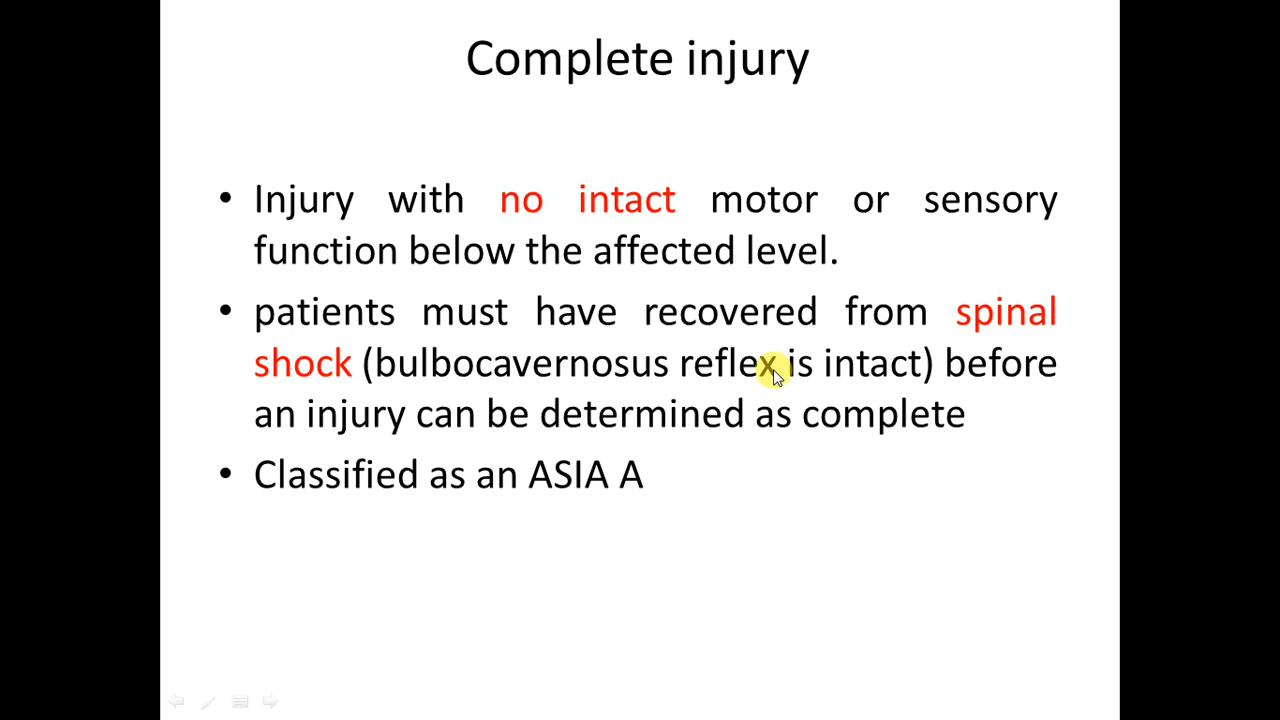 Complete injury
• Injury with no intact motor or sensory
function below the affected level.
• patients must have recovered from spinal
shock (bulbocavernosus reflex is intact) before
an injury can be determined as complete
• Classified as an ASIA A